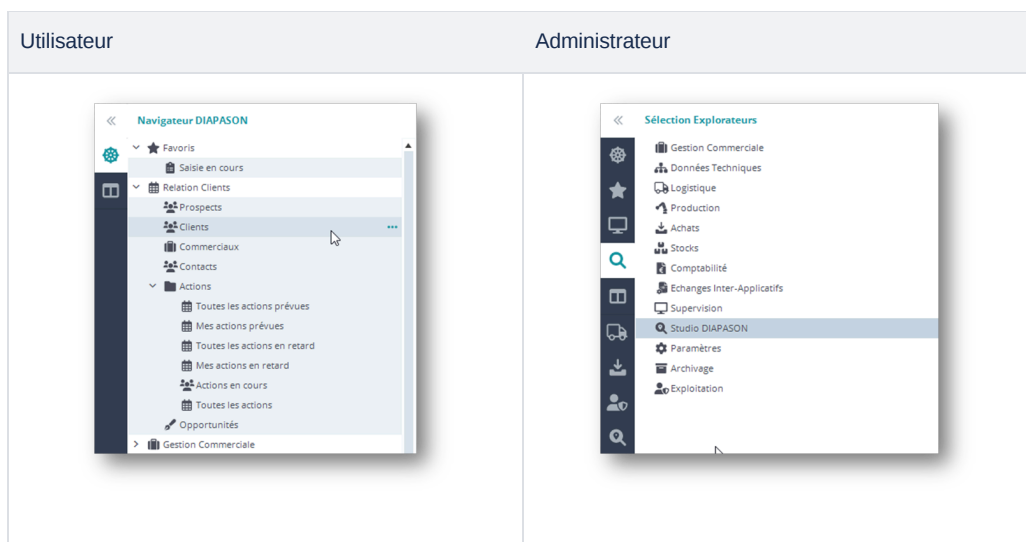 Utilisateur
Administrateur
Navigateur DIAPASON
Favoris
Saisie en cours
Relation Clients
Prospects
Clients
Commerciaux
Contacts
Actions
Toutes les actions prévues
Mes actions prévues
Toutes les actions en retard
Mes actions en retard
Actions en cours
Toutes les actions
Opportunités
Gestion Commerciale
Sélection Explorateurs
Gestion Commerciale
Données Techniques
Logistique
Production
Achats
Stocks
Comptabilité
Echanges Inter-Applicatifs
Supervision
Studio DIAPASON
Paramètres
Archivage
Exploitation